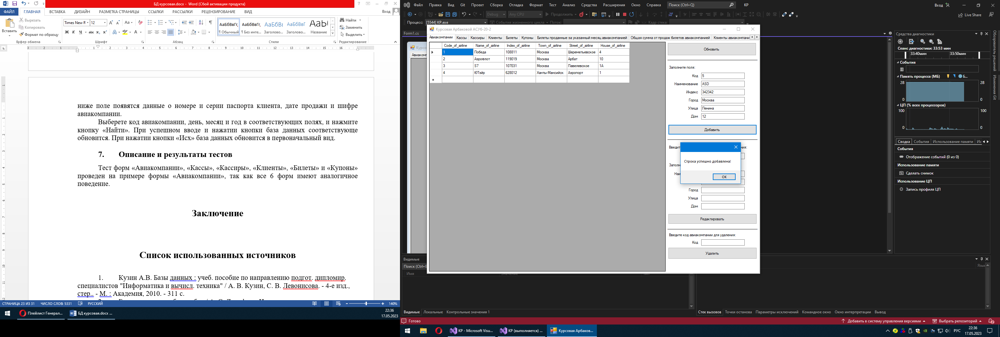 БД курсовая.docx - Word (Сбой активации продукта)
ФАЙЛ ГЛАВНАЯ ВСТАВКА ДИЗАЙН РАЗМЕТКА СТРАНИЦЫ ССЫЛКИ РАССЫЛКИ РЕЦЕНЗИРОВАНИЕ ВИД Вход
Вставить
Вырезать
Копировать
Формат по образцу
Буфер обмена
Times New R 12
Ж К Ч abc x₂ x²
Шрифт
Абзац
АаБбВвГг, АаБбВвГг, АаБбВı АаБбВвГ АаЫ
¶ Обычный ¶ Без инте... Заголово... Заголово... Название
Стили
Найти
Заменить
Выделить
Редактирование
ниже поле появятся данные о номере и серии паспорта клиента, дате продажи и шифре
авиакомпании.
Выберете код авиакомпании, день, месяц и год в соответствующих полях, и нажмите
кнопку «Найти». При успешном вводе и нажатии кнопки база данных соответствующе
обновится. При нажатии кнопки «Исх» база данных обновится в первоначальный вид.
7. Описание и результаты тестов
Тест форм «Авиакомпании», «Кассы», «Кассиры», «Клиенты», «Билеты» и «Купоны»
проведен на примере формы «Авиакомпании», так как все 6 форм имеют аналогичное
поведение.
Заключение
Список использованных источников
1. Кузин А.В. Базы данных : учеб. пособие по направлению подгот. дипломир.
специалистов "Информатика и вычисл. техника" / А. В. Кузин, С. В. Левонисова. - 4-е изд.,
стер.. - М. : Академия, 2010. - 311 с.
СТРАНИЦА 23 ИЗ 31 ЧИСЛО СЛОВ: 5331 РУССКИЙ 140%
Плейлист Генерал... БД курсовая.docx ...
22:36
17.05.2023
Файл Правка Вид Git Проект Сборка Отладка Формат Тест Анализ Средства Расширения Окно Справка Поиск (Ctrl+Q) КР Вход
Debug Any CPU Продолжить Live Share
Процесс: [5544] КР.exe События жизненного цикла Поток: Кадр стека:
Form1.cs
Курсо
Авиакомп
Курсовая Арбаковой АСУб-20-2
Авиакомпании Кассы Кассиры Клиенты Билеты Купоны Билеты проданные за указанный месяц авиакомпанией Общая сумма от продаж билетов авиакомпанией Клиенты авиакомпани
Code_of_airline Name_of_airline Index_of_airline Town_of_airline Street_of_airline House_of_airline
1 Победа 108811 Москва Шереметьевское 4
2 Аэрофлот 119019 Москва Арбат 10
3 S7 107031 Москва Павелевское 1А
4 ЮТэйр 628012 Ханты-Мансийск Аэропорт 1
Обновить
Заполните поля:
Код 5
Наименование ASD
Индекс 342342
Город Москва
Улица Ленина
Дом 12
Добавить
Введит ния:
Строка успешно добавлена!
OK
Заполн
Наи
Город
Улица
Дом
Редактировать
Введите код авиакомпании для удаления:
Код
Удалить
Средства диагностики
Сеанс диагностики: 33:53 мин
33:40мин 33:50мин
События
Память процесса (МБ) Б...
28 28
0 0
ЦП (% всех процессоров)
100 100
0 0
Сводка События Использование памяти Ис
События
Отображение событий (0 из 0)
Использование памяти
Сделать снимок
Использование ЦП
Запись профиля ЦП
Обозреватель решений
Изменения Git
Видимые
Поиск (Ctrl+E
Имя Значение Тип
Язык
Видимые Локальные Контрольные значения 1
Стек вызовов Точки останова Параметры исключений Командное окно Окно интерпретации Вывод
Готово
Добавить в систему управления версиями Выбрать репозиторий 2
КР - Microsoft Visu... КР (выполняется) ... Курсовая Арбаков...
РУС
22:36
17.05.2023